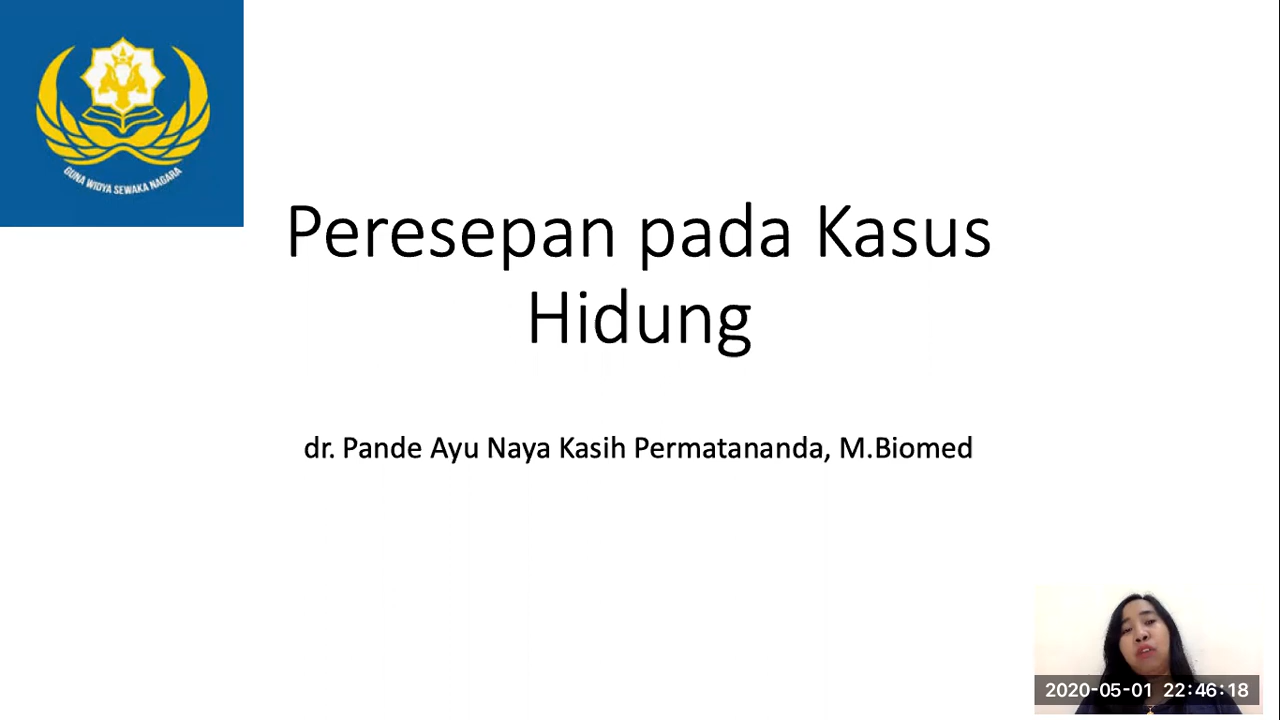 GUNA WIDYA SEWAKA NAGARA
Peresepan pada Kasus
Hidung
dr. Pande Ayu Naya Kasih Permatananda, M.Biomed
2020-05-01 22:46:18